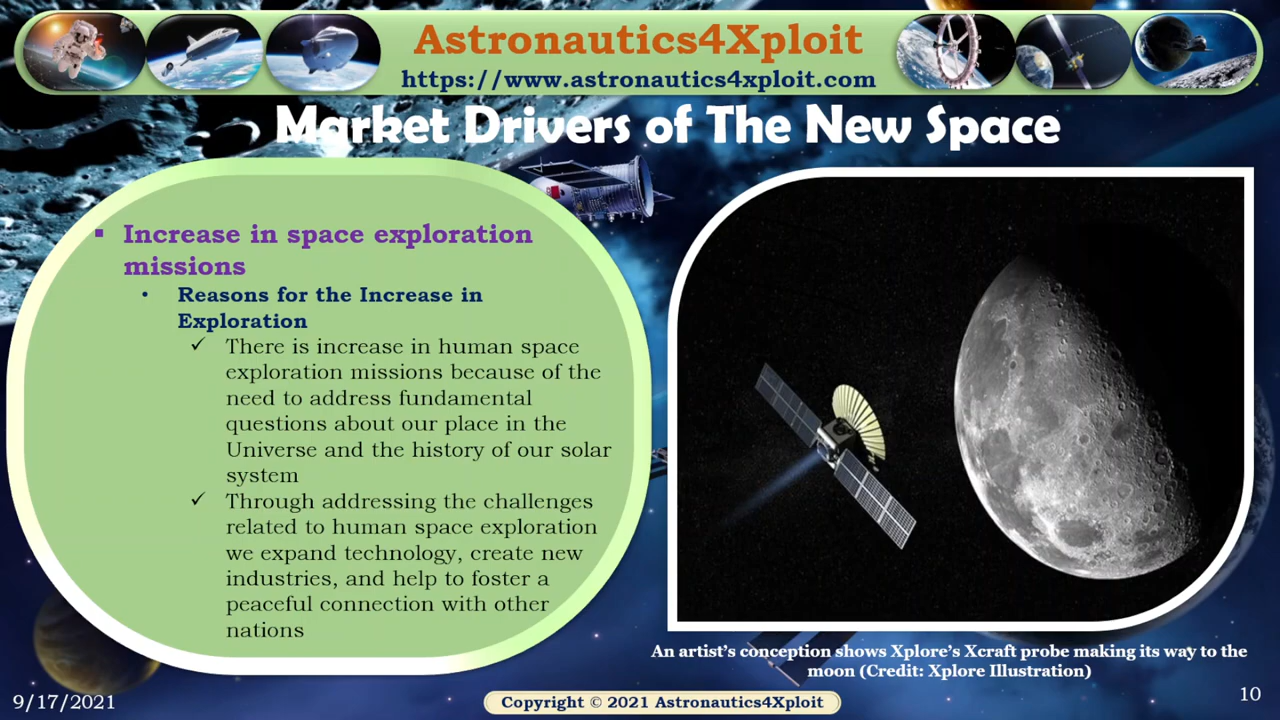 Astronautics4Xploit
https://www.astronautics4xploit.com
Market Drivers of The New Space
▪ Increase in space exploration
missions
• Reasons for the Increase in
Exploration
✓ There is increase in human space
exploration missions because of the
need to address fundamental
questions about our place in the
Universe and the history of our solar
system
✓ Through addressing the challenges
related to human space exploration
we expand technology, create new
industries, and help to foster a
peaceful connection with other
nations
An artist's conception shows Xplore's Xcraft probe making its way to the
moon (Credit: Xplore Illustration)
9/17/2021
Copyright © 2021 Astronautics4Xploit
10